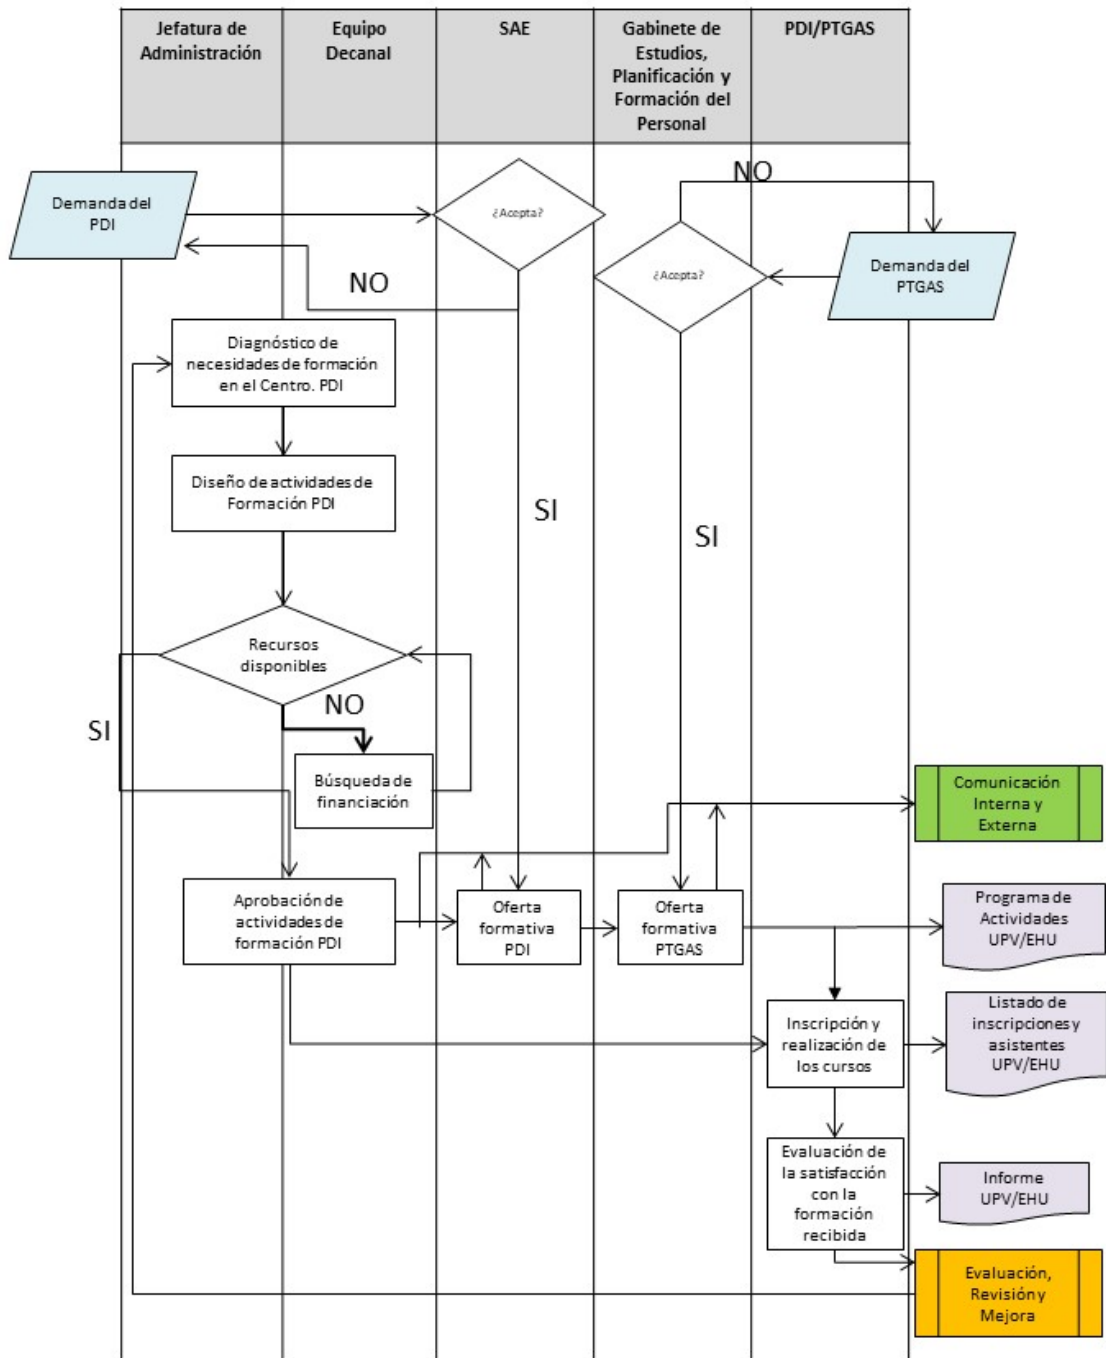 Jefatura de
Administración
Equipo
Decanal
SAE
Gabinete de
Estudios,
Planificación y
Formación del
Personal
PDI/PTGAS
Demanda del
PDI
¿Acepta?
NO
¿Acepta?
Demanda del
PTGAS
NO
Diagnóstico de
necesidades de formación
en el Centro. PDI
Diseño de actividades de
Formación PDI
SI
SI
Recursos
disponibles
NO
SI
Búsqueda de
financiación
Comunicación
Interna y
Externa
Aprobación de
actividades de
formación PDI
Oferta
formativa
PDI
Oferta
formativa
PTGAS
Programa de
Actividades
UPV/EHU
Inscripción y
realización de
los cursos
Listado de
inscripciones y
asistentes
UPV/EHU
Evaluación de
la satisfacción
con la
formación
recibida
Informe
UPV/EHU
Evaluación,
Revisión y
Mejora